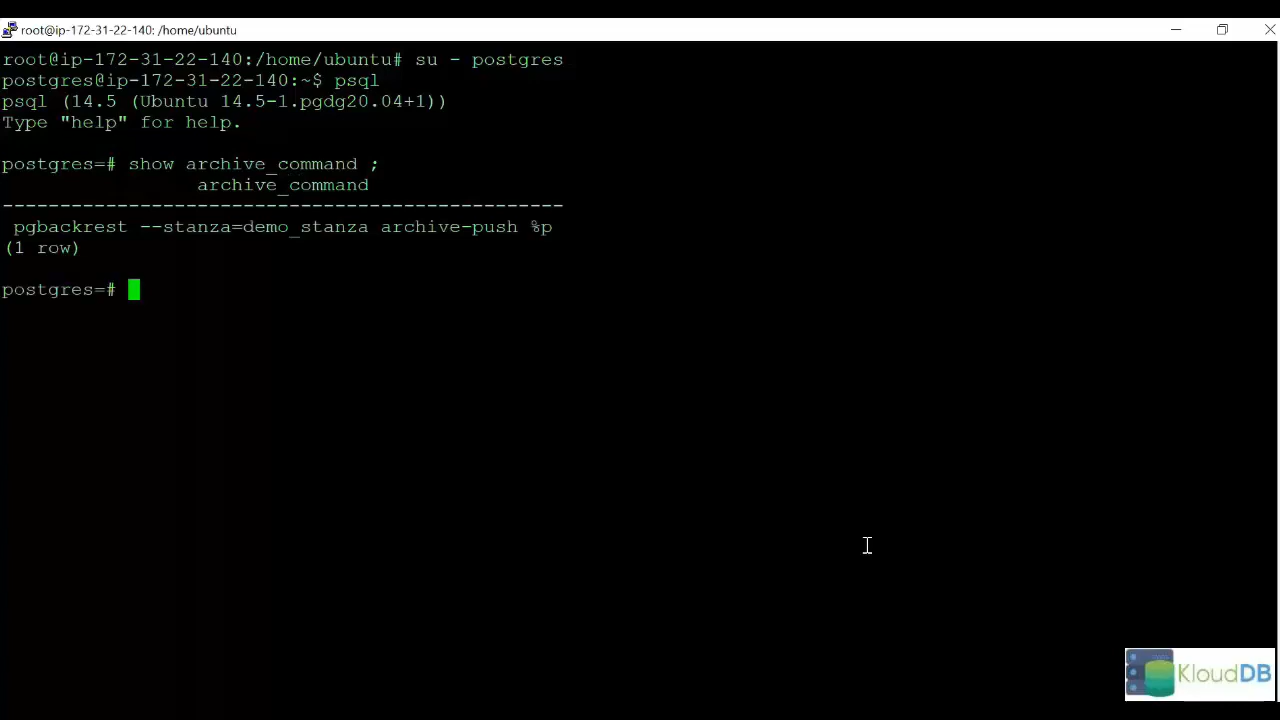 root@ip-172-31-22-140: /home/ubuntu
root@ip-172-31-22-140:/home/ubuntu# su - postgres
postgres@ip-172-31-22-140:~$ psql
psql (14.5 (Ubuntu 14.5-1.pgdg20.04+1))
Type "help" for help.
postgres=# show archive_command ;
archive_command
-------------------------------------------------
pgbackrest --stanza=demo_stanza archive-push %p
(1 row)
postgres=#
KloudDB